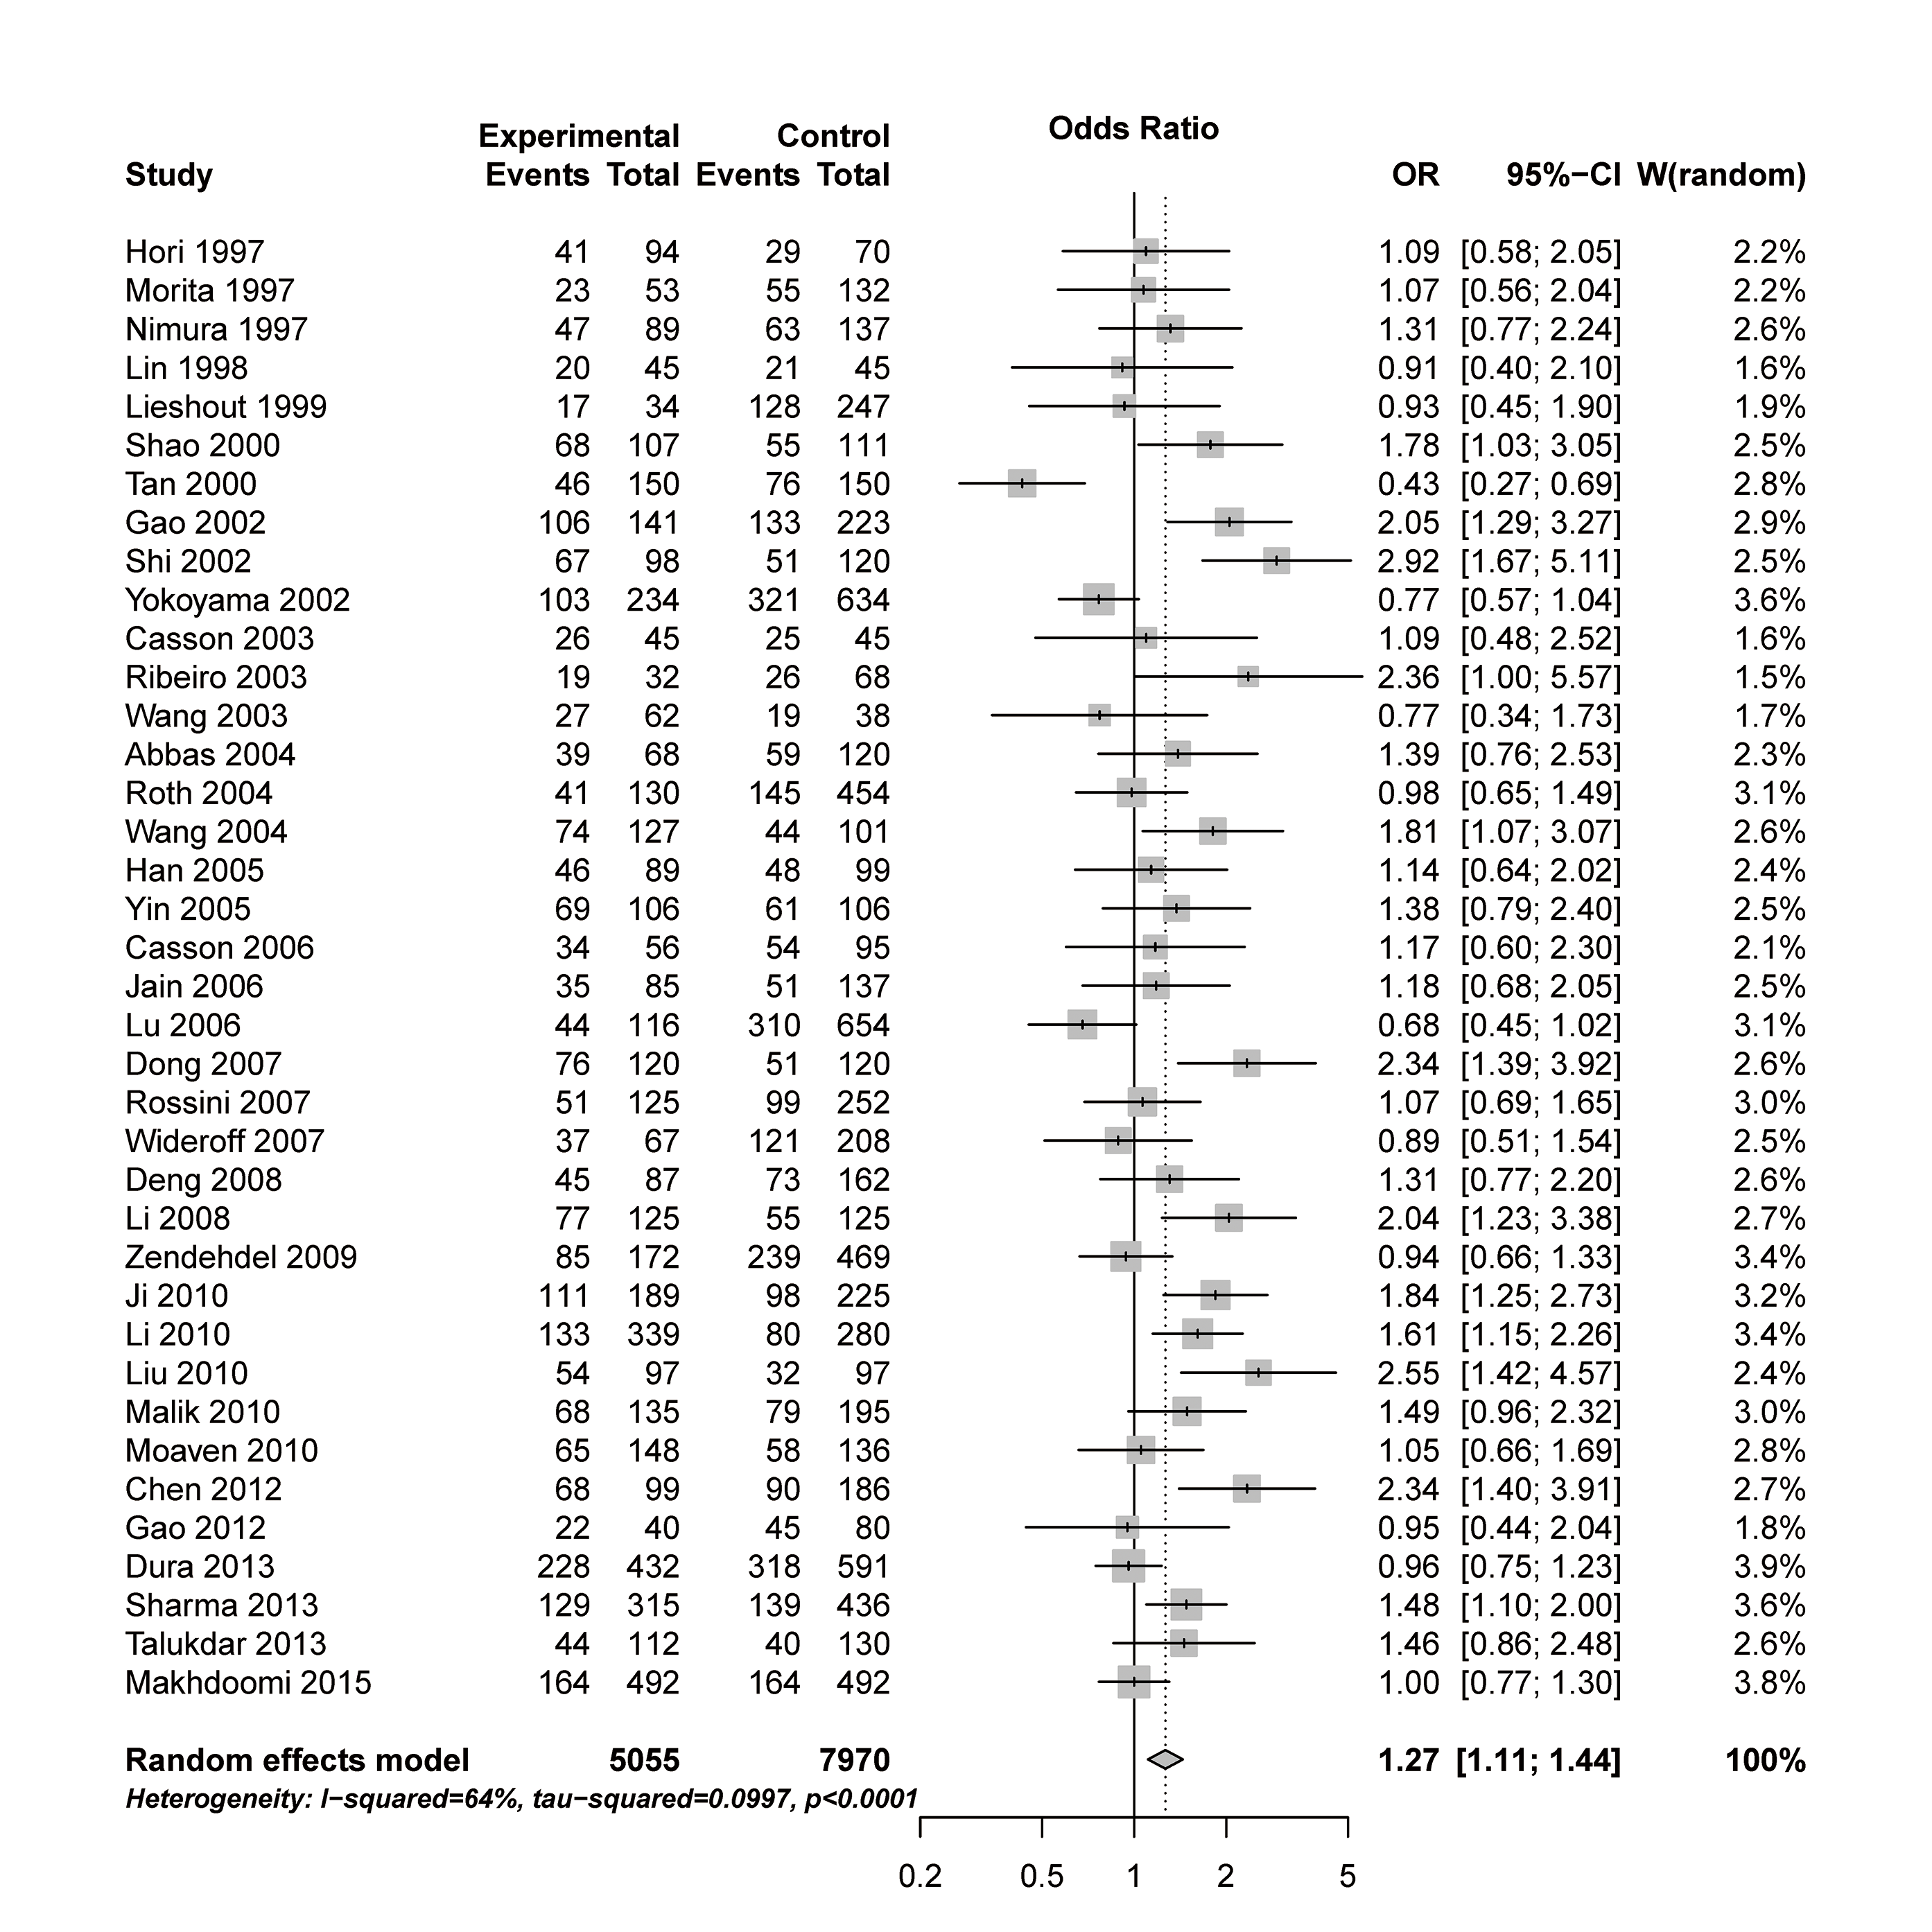 Experimental Control Odds Ratio
Study Events Total Events Total OR 95%−CI W(random)
Hori 1997 41 94 29 70 1.09 [0.58; 2.05] 2.2%
Morita 1997 23 53 55 132 1.07 [0.56; 2.04] 2.2%
Nimura 1997 47 89 63 137 1.31 [0.77; 2.24] 2.6%
Lin 1998 20 45 21 45 0.91 [0.40; 2.10] 1.6%
Lieshout 1999 17 34 128 247 0.93 [0.45; 1.90] 1.9%
Shao 2000 68 107 55 111 1.78 [1.03; 3.05] 2.5%
Tan 2000 46 150 76 150 0.43 [0.27; 0.69] 2.8%
Gao 2002 106 141 133 223 2.05 [1.29; 3.27] 2.9%
Shi 2002 67 98 51 120 2.92 [1.67; 5.11] 2.5%
Yokoyama 2002 103 234 321 634 0.77 [0.57; 1.04] 3.6%
Casson 2003 26 45 25 45 1.09 [0.48; 2.52] 1.6%
Ribeiro 2003 19 32 26 68 2.36 [1.00; 5.57] 1.5%
Wang 2003 27 62 19 38 0.77 [0.34; 1.73] 1.7%
Abbas 2004 39 68 59 120 1.39 [0.76; 2.53] 2.3%
Roth 2004 41 130 145 454 0.98 [0.65; 1.49] 3.1%
Wang 2004 74 127 44 101 1.81 [1.07; 3.07] 2.6%
Han 2005 46 89 48 99 1.14 [0.64; 2.02] 2.4%
Yin 2005 69 106 61 106 1.38 [0.79; 2.40] 2.5%
Casson 2006 34 56 54 95 1.17 [0.60; 2.30] 2.1%
Jain 2006 35 85 51 137 1.18 [0.68; 2.05] 2.5%
Lu 2006 44 116 310 654 0.68 [0.45; 1.02] 3.1%
Dong 2007 76 120 51 120 2.34 [1.39; 3.92] 2.6%
Rossini 2007 51 125 99 252 1.07 [0.69; 1.65] 3.0%
Wideroff 2007 37 67 121 208 0.89 [0.51; 1.54] 2.5%
Deng 2008 45 87 73 162 1.31 [0.77; 2.20] 2.6%
Li 2008 77 125 55 125 2.04 [1.23; 3.38] 2.7%
Zendehdel 2009 85 172 239 469 0.94 [0.66; 1.33] 3.4%
Ji 2010 111 189 98 225 1.84 [1.25; 2.73] 3.2%
Li 2010 133 339 80 280 1.61 [1.15; 2.26] 3.4%
Liu 2010 54 97 32 97 2.55 [1.42; 4.57] 2.4%
Malik 2010 68 135 79 195 1.49 [0.96; 2.32] 3.0%
Moaven 2010 65 148 58 136 1.05 [0.66; 1.69] 2.8%
Chen 2012 68 99 90 186 2.34 [1.40; 3.91] 2.7%
Gao 2012 22 40 45 80 0.95 [0.44; 2.04] 1.8%
Dura 2013 228 432 318 591 0.96 [0.75; 1.23] 3.9%
Sharma 2013 129 315 139 436 1.48 [1.10; 2.00] 3.6%
Talukdar 2013 44 112 40 130 1.46 [0.86; 2.48] 2.6%
Makhdoomi 2015 164 492 164 492 1.00 [0.77; 1.30] 3.8%
Random effects model 5055 7970 1.27 [1.11; 1.44] 100%
Heterogeneity: I−squared=64%, tau−squared=0.0997, p<0.0001
0.2 0.5 1 2 5